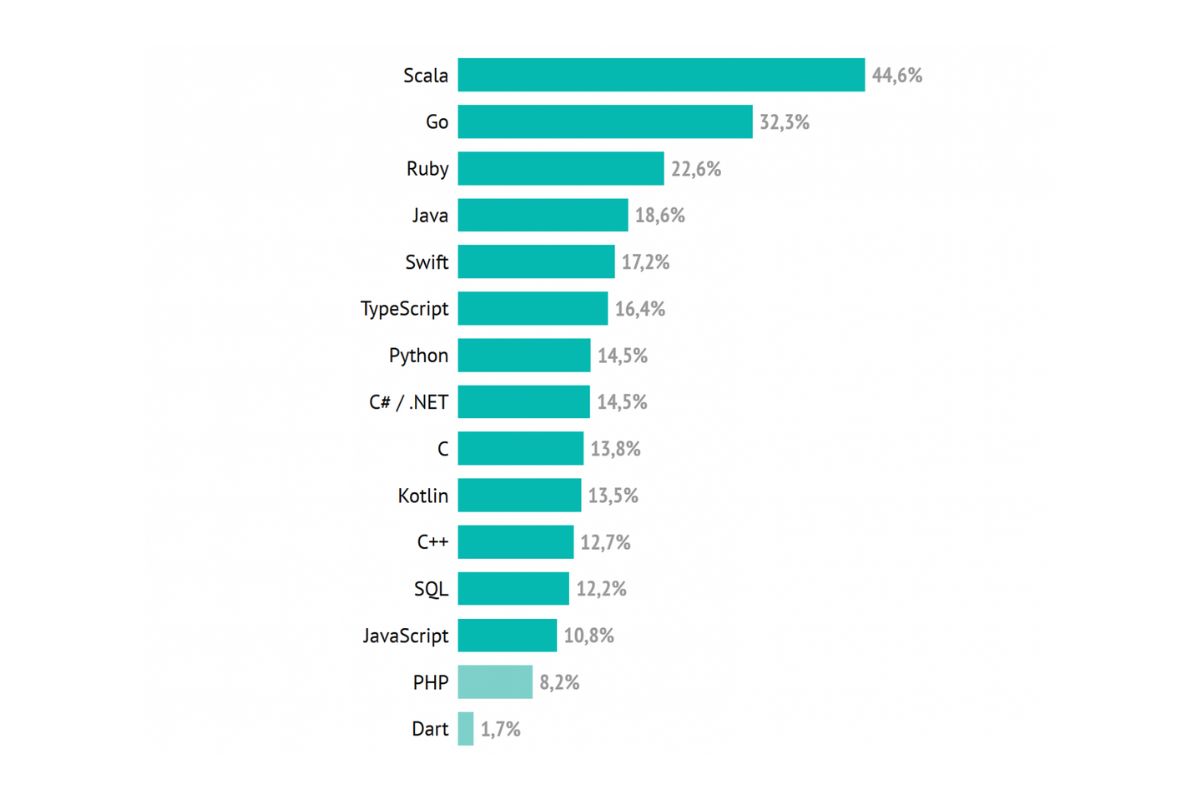 Scala 44,6%
Go 32,3%
Ruby 22,6%
Java 18,6%
Swift 17,2%
TypeScript 16,4%
Python 14,5%
C# / .NET 14,5%
C 13,8%
Kotlin 13,5%
C++ 12,7%
SQL 12,2%
JavaScript 10,8%
PHP 8,2%
Dart 1,7%